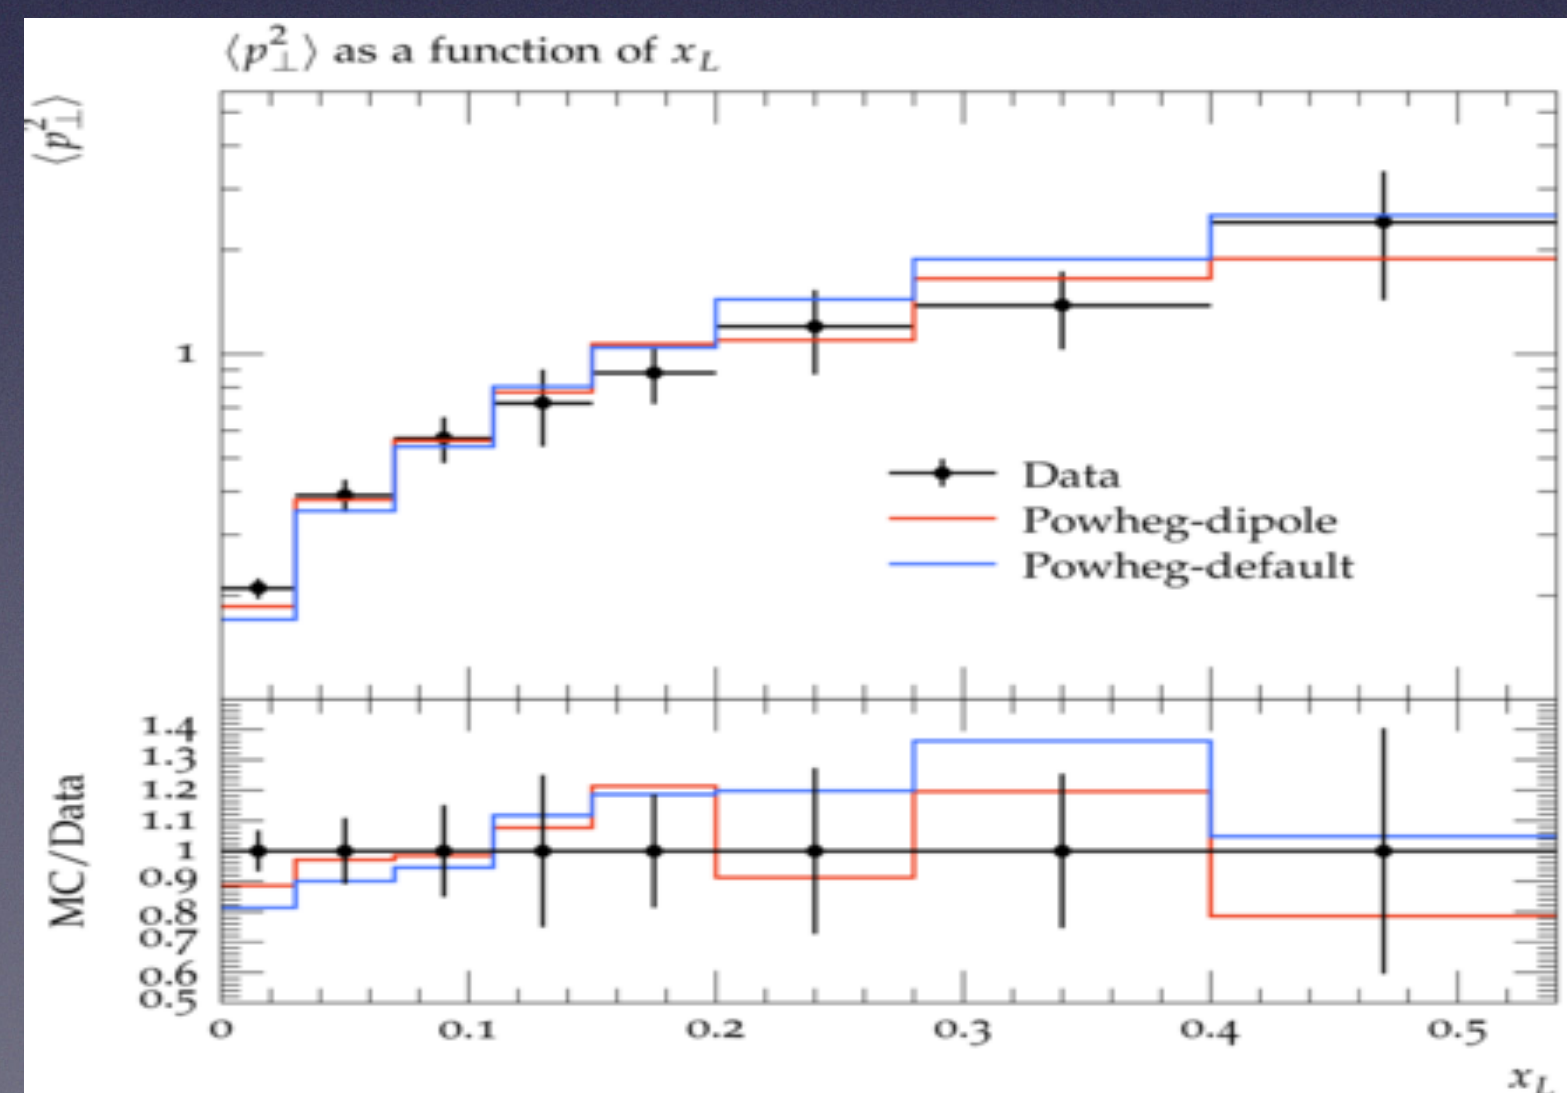 ⟨p²⊥⟩ as a function of x_L
⟨p²⊥⟩
1
Data
Powheg-dipole
Powheg-default
MC/Data
1.4
1.3
1.2
1.1
1
0.9
0.8
0.7
0.6
0.5
0 0.1 0.2 0.3 0.4 0.5
x_L